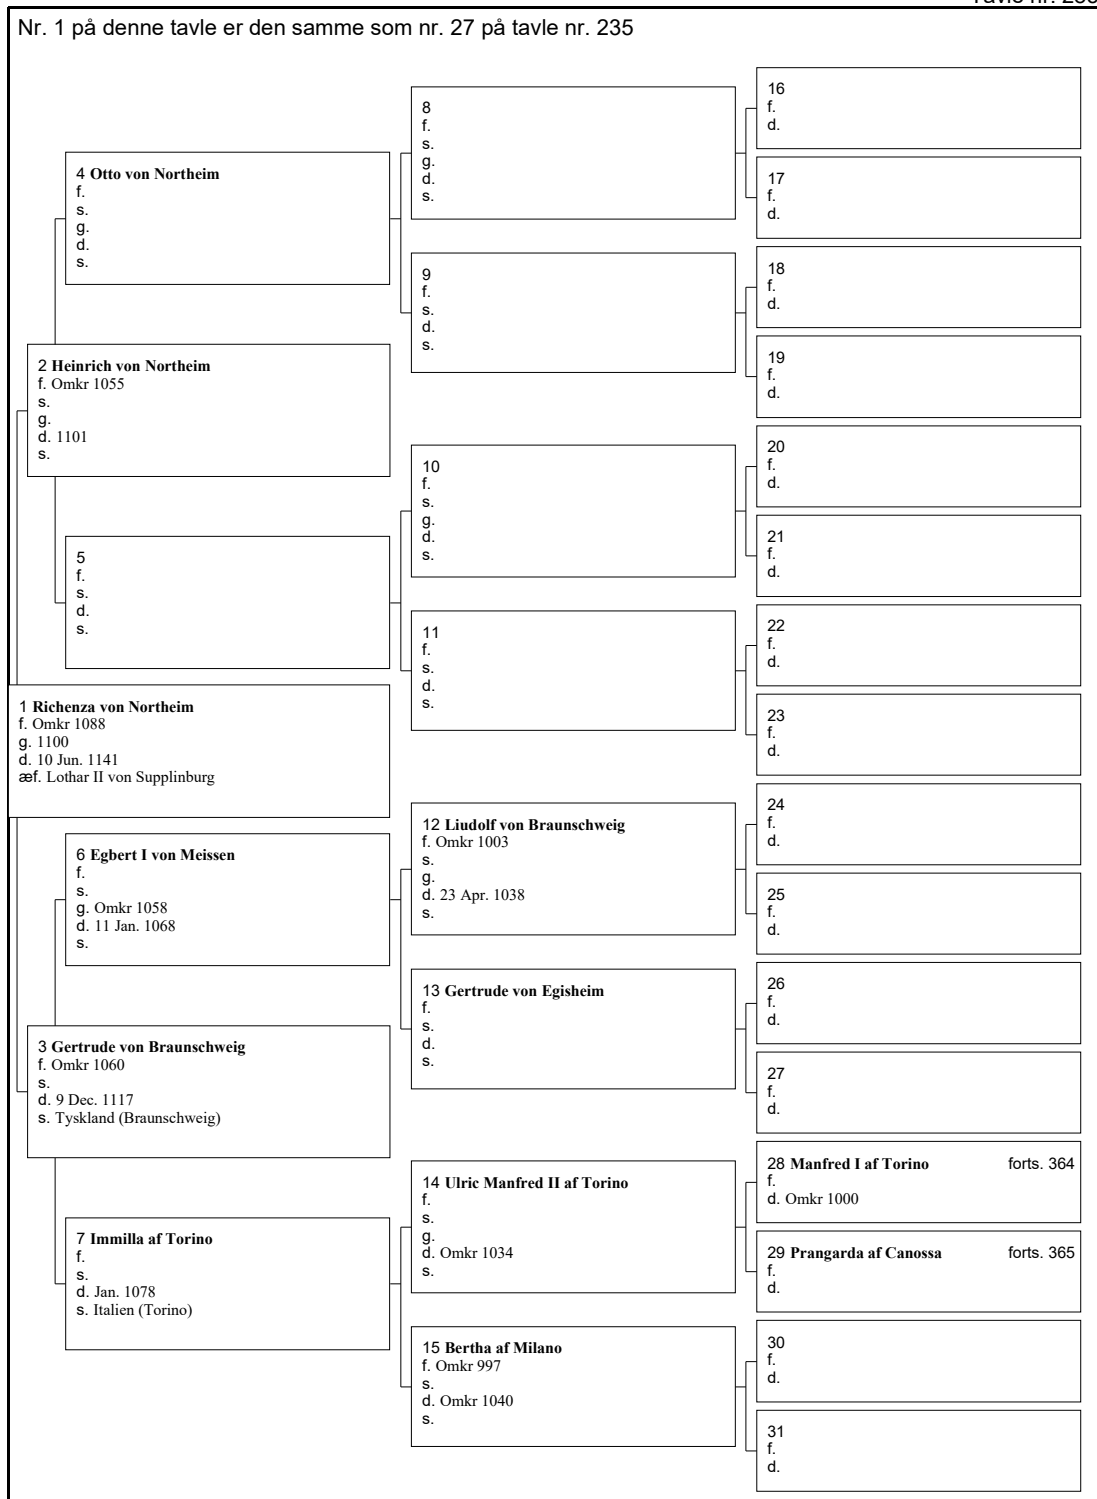 Nr. 1 på denne tavle er den samme som nr. 27 på tavle nr. 235
16
f.
d.
8
f.
s.
g.
d.
s.
4 Otto von Northeim
f.
s.
g.
d.
s.
17
f.
d.
9
f.
s.
d.
s.
18
f.
d.
19
f.
d.
2 Heinrich von Northeim
f. Omkr 1055
s.
g.
d. 1101
s.
20
f.
d.
10
f.
s.
g.
d.
s.
21
f.
d.
5
f.
s.
d.
s.
11
f.
s.
d.
s.
22
f.
d.
23
f.
d.
1 Richenza von Northeim
f. Omkr 1088
g. 1100
d. 10 Jun. 1141
æf. Lothar II von Supplinburg
24
f.
d.
12 Liudolf von Braunschweig
f. Omkr 1003
s.
g.
d. 23 Apr. 1038
s.
6 Egbert I von Meissen
f.
s.
g. Omkr 1058
d. 11 Jan. 1068
s.
25
f.
d.
13 Gertrude von Egisheim
f.
s.
d.
s.
26
f.
d.
3 Gertrude von Braunschweig
f. Omkr 1060
s.
d. 9 Dec. 1117
s. Tyskland (Braunschweig)
27
f.
d.
28 Manfred I af Torino forts. 364
f.
d. Omkr 1000
14 Ulric Manfred II af Torino
f.
s.
g.
d. Omkr 1034
s.
7 Immilla af Torino
f.
s.
d. Jan. 1078
s. Italien (Torino)
29 Prangarda af Canossa forts. 365
f.
d.
15 Bertha af Milano
f. Omkr 997
s.
d. Omkr 1040
s.
30
f.
d.
31
f.
d.